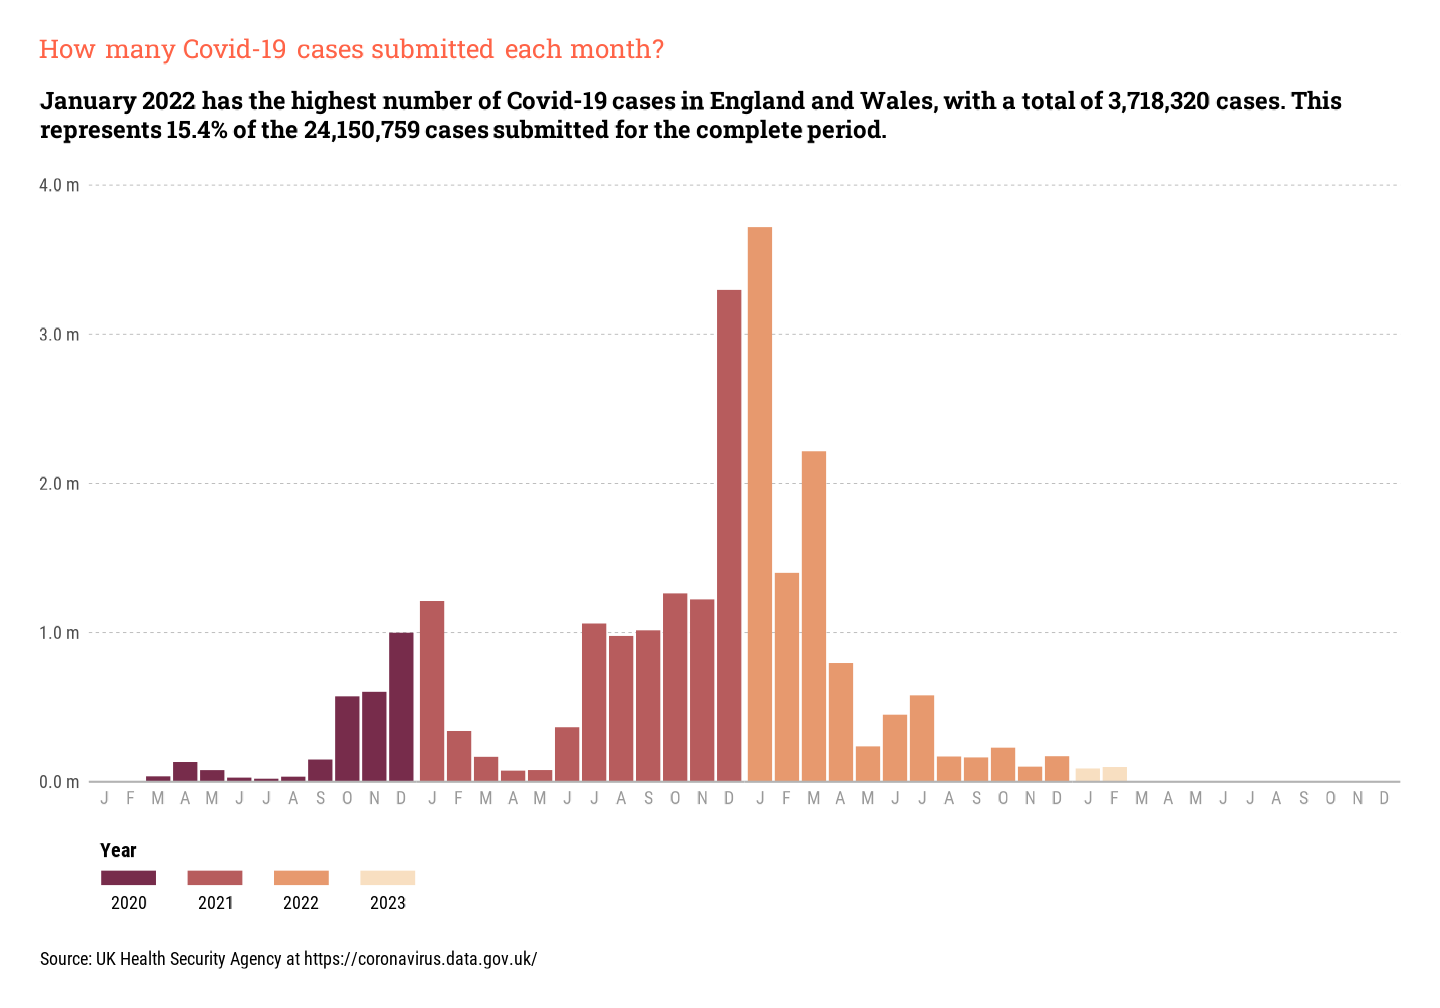 How many Covid-19 cases submitted each month?
January 2022 has the highest number of Covid-19 cases in England and Wales, with a total of 3,718,320 cases. This
represents 15.4% of the 24,150,759 cases submitted for the complete period.
4.0 m
3.0 m
2.0 m
1.0 m
0.0 m
J F M A M J J A S O N D J F M A M J J A S O N D J F M A M J J A S O N D J F M A M J J A S O N D
Year
2020 2021 2022 2023
Source: UK Health Security Agency at https://coronavirus.data.gov.uk/